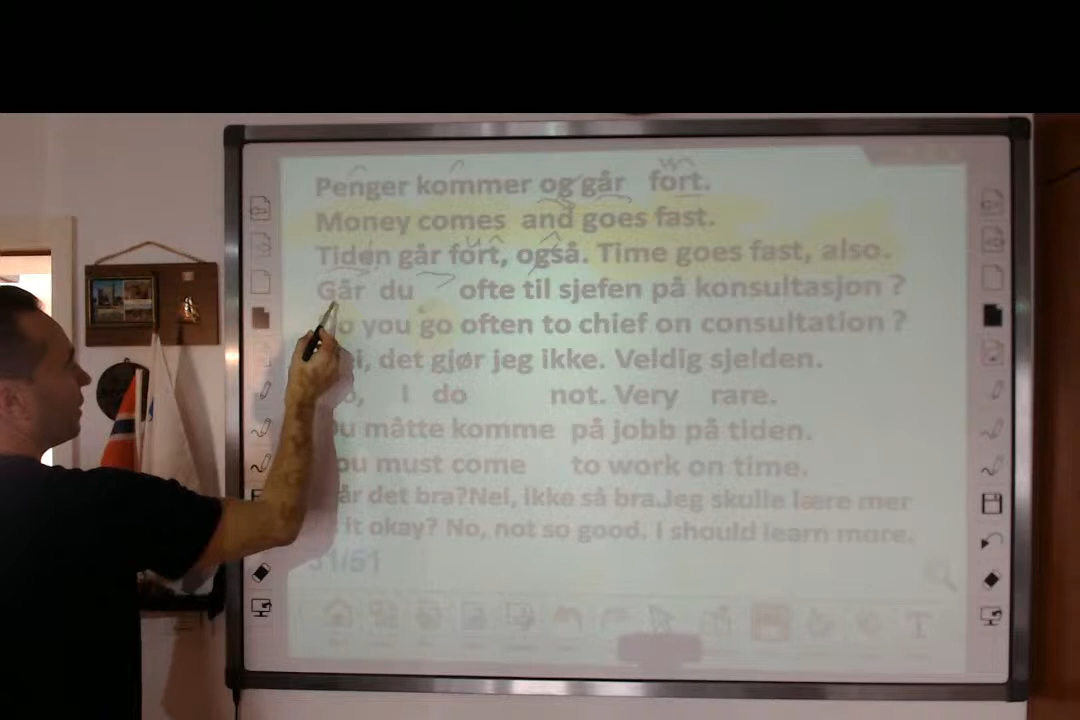 Penger kommer og går fort.
Money comes and goes fast.
Tiden går fort, også. Time goes fast, also.
Går du ofte til sjefen på konsultasjon ?
you go often to chief on consultation ?
det gjør jeg ikke. Veldig sjelden.
I do not. Very rare.
måtte komme på jobb på tiden.
must come to work on time.
det bra?Nei, ikke så bra.Jeg skulle lære mer
it okay? No, not so good. I should learn more.